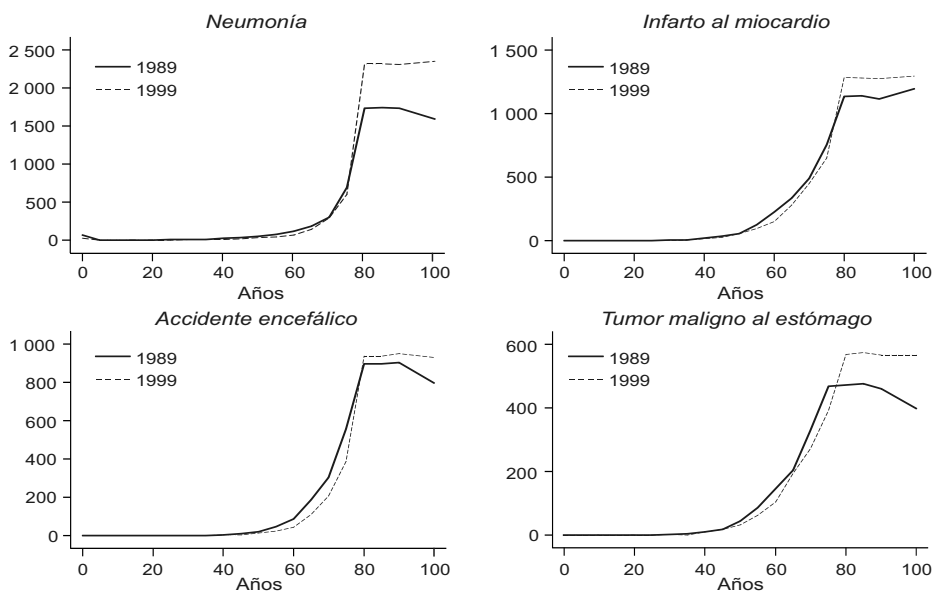 Neumonía
2 500
2 000
1 500
1 000
500
0
1989
1999
0 20 40 60 80 100
Años
Infarto al miocardio
1 500
1 000
500
0
1989
1999
0 20 40 60 80 100
Años
Accidente encefálico
1 000
800
600
400
200
0
1989
1999
0 20 40 60 80 100
Años
Tumor maligno al estómago
600
400
200
0
1989
1999
0 20 40 60 80 100
Años